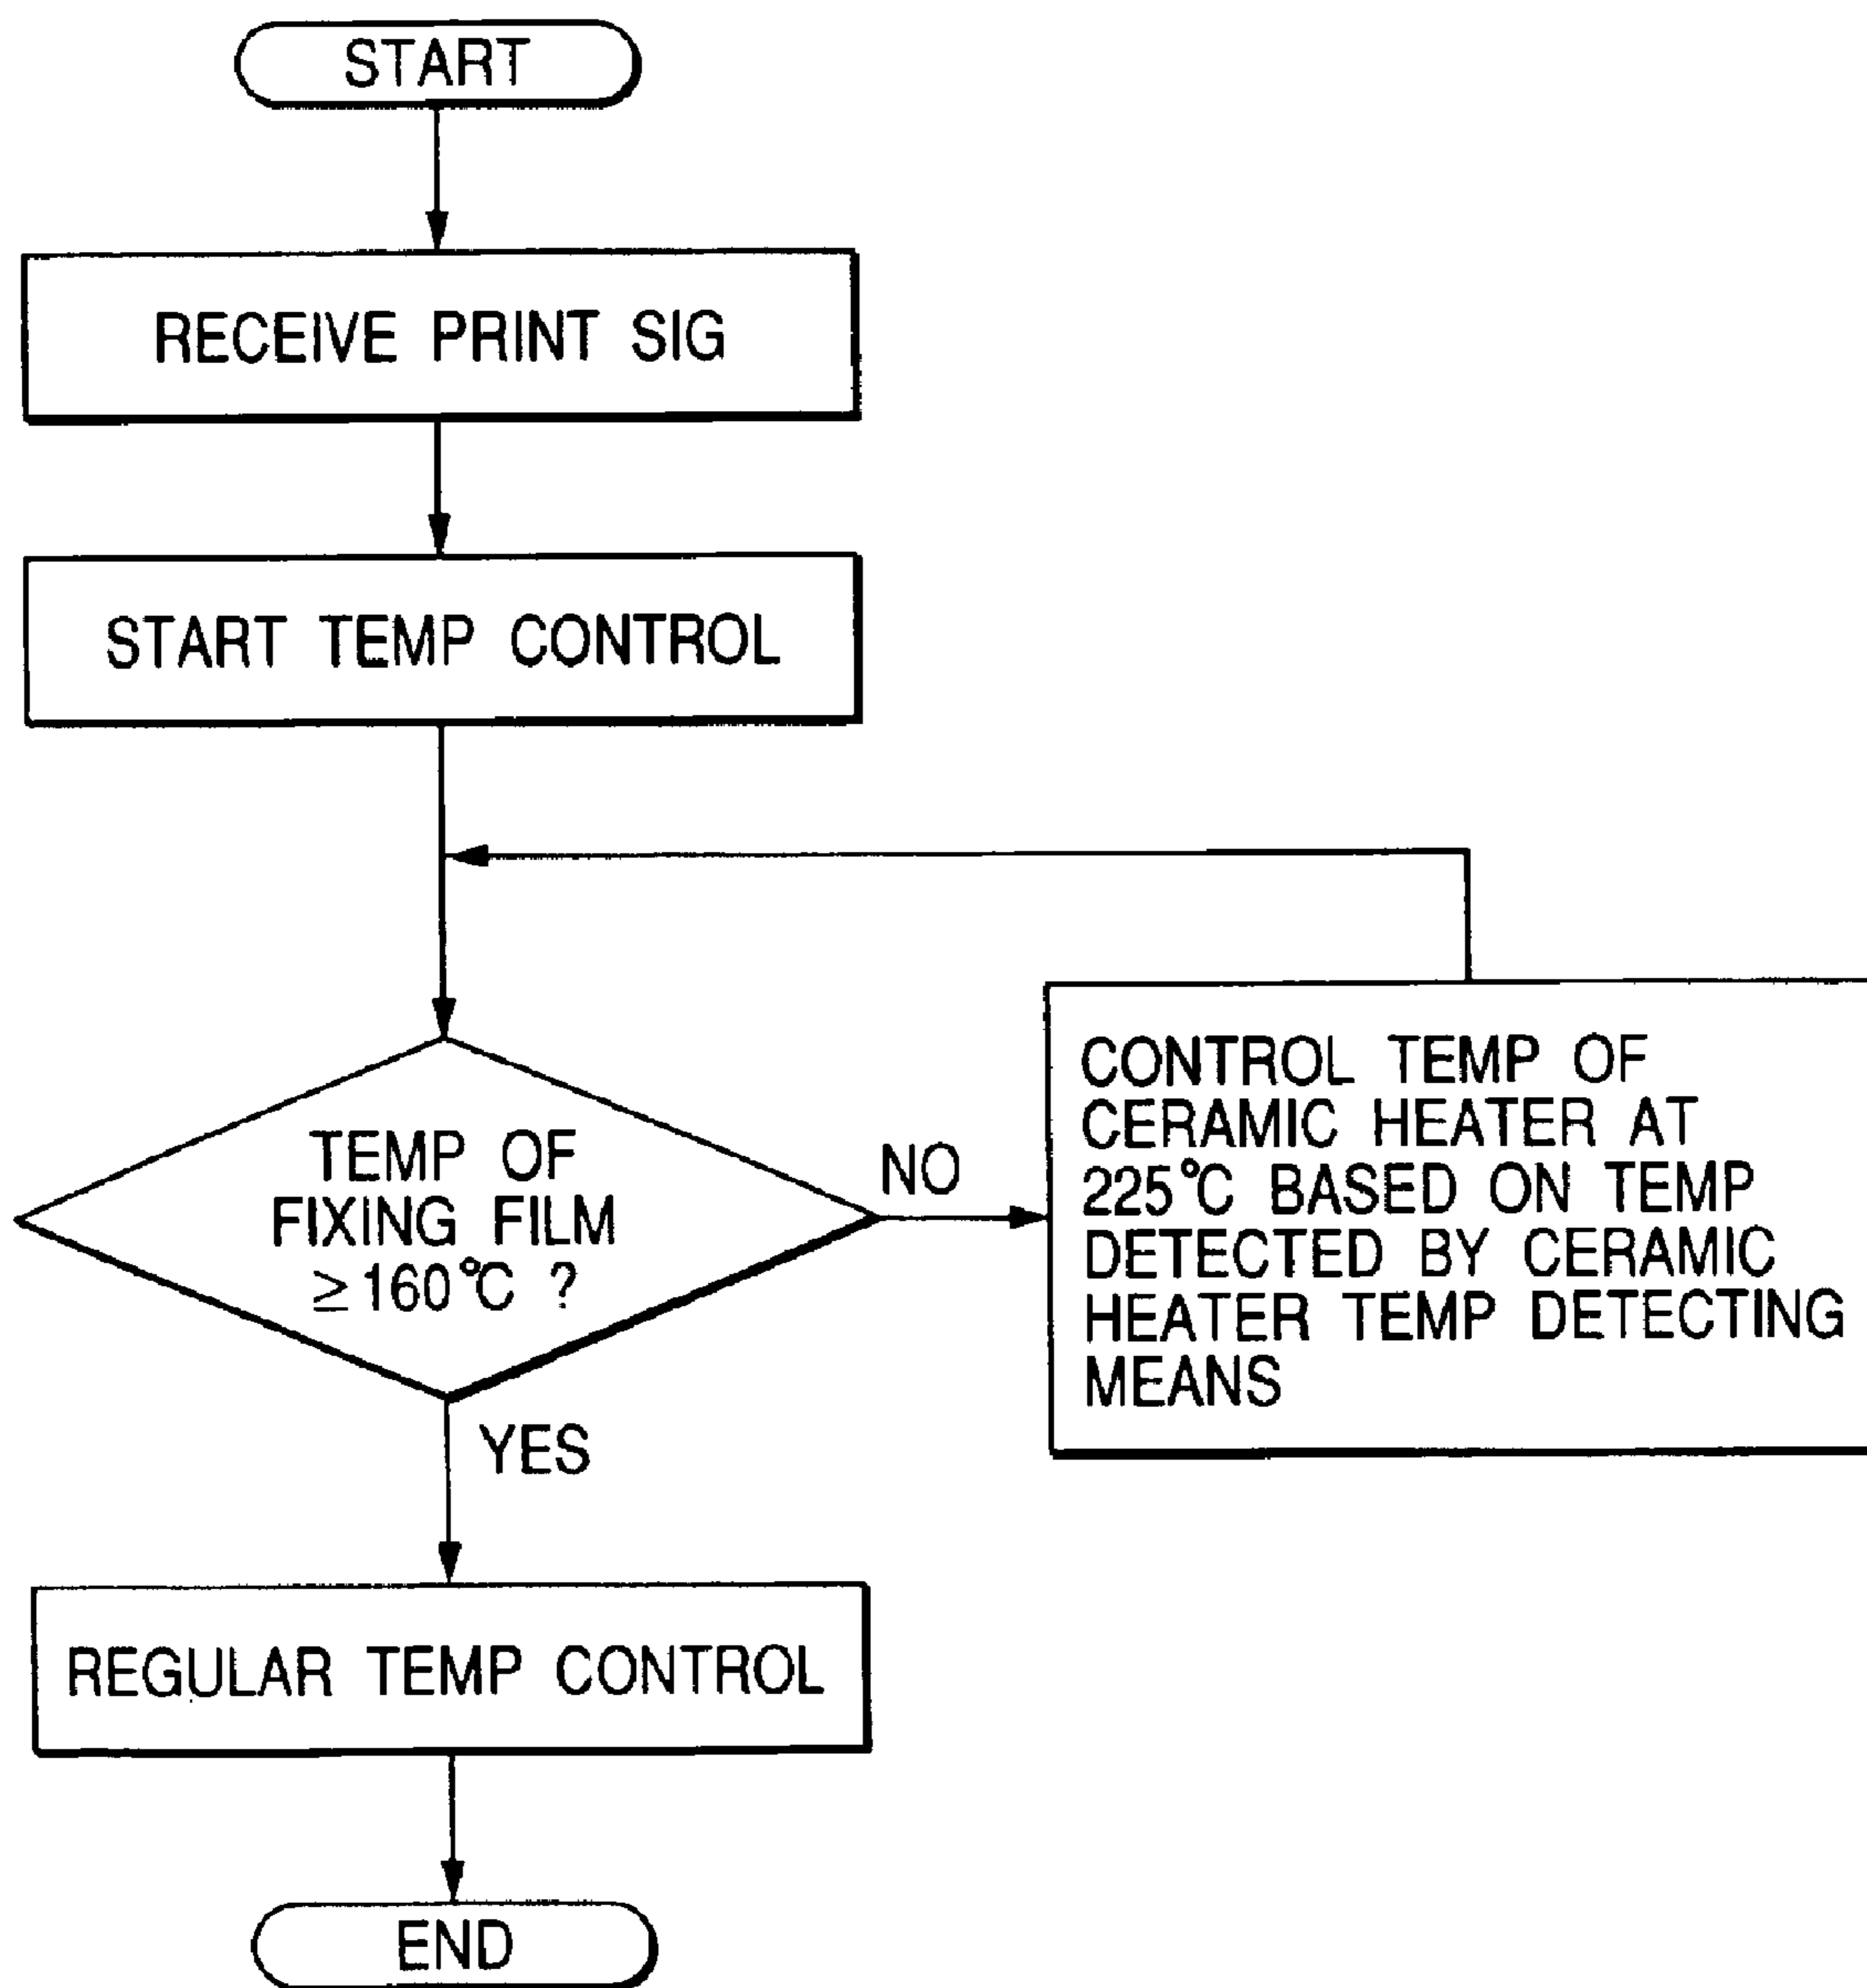 START
RECEIVE PRINT SIG
START TEMP CONTROL
TEMP OF
FIXING FILM
≥160°C ?
NO
CONTROL TEMP OF
CERAMIC HEATER AT
225°C BASED ON TEMP
DETECTED BY CERAMIC
HEATER TEMP DETECTING
MEANS
YES
REGULAR TEMP CONTROL
END